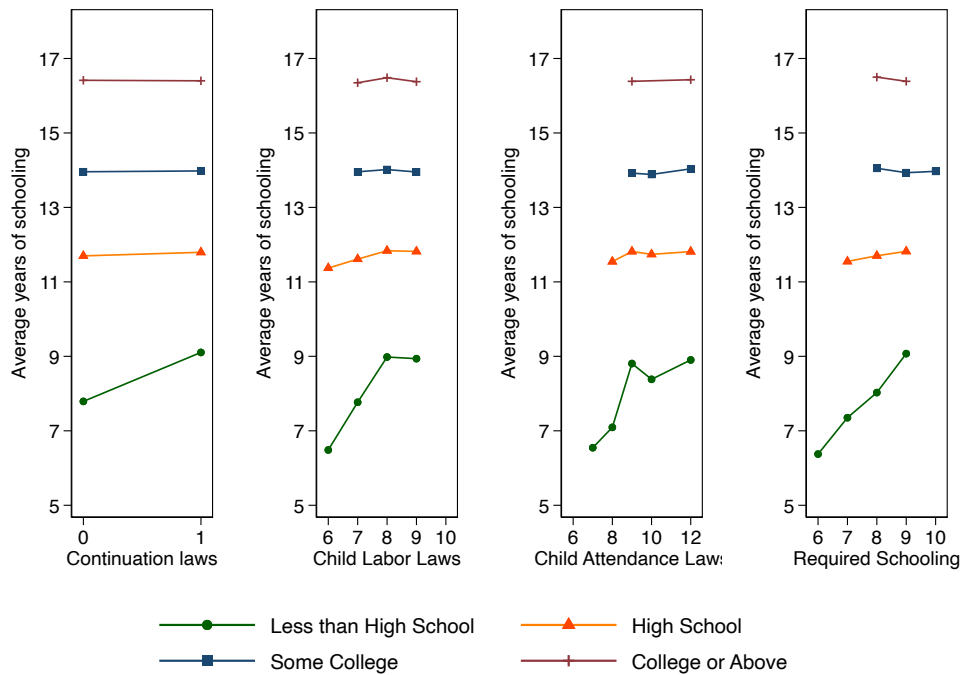 Average years of schooling
17
15
13
11
9
7
5
0 1
Continuation laws
Average years of schooling
17
15
13
11
9
7
5
6 7 8 9 10
Child Labor Laws
Average years of schooling
17
15
13
11
9
7
5
6 8 10 12
Child Attendance Laws
Average years of schooling
17
15
13
11
9
7
5
6 7 8 9 10
Required Schooling
Less than High School
High School
Some College
College or Above